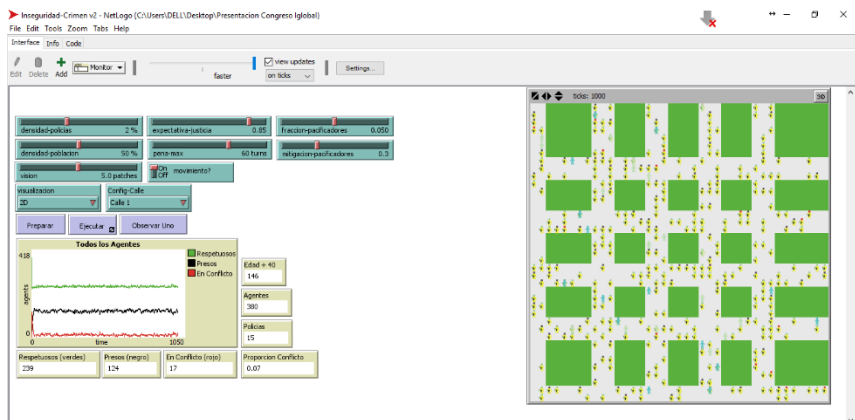 Inseguridad-Crimen v2 - NetLogo {C:\Users\DELL\Desktop\Presentacion Congreso Iglobal}
File Edit Tools Zoom Tabs Help
Interface Info Code
Edit Delete Add Monitor faster view updates on ticks Settings...
ticks: 1000 3D
densidad-policias 2 % expectativa-justicia 0.85 fraccion-pacificadores 0.050
densidad-poblacion 50 % pena-max 60 turns mitigacion-pacificadores 0.3
vision 5.0 patches On Off movimiento?
visualizacion 2D Config-Calle Calle 1
Preparar Ejecutar Observar Uno
Todos los Agentes
418
agents
0
0 time 1050
Respetuosos
Presos
En Conflicto
Edad + 40
146
Agentes
380
Policias
15
Respetuosos (verdes) Presos (negro) En Conflicto (rojo) Proporcion Conflicto
239 124 17 0.07